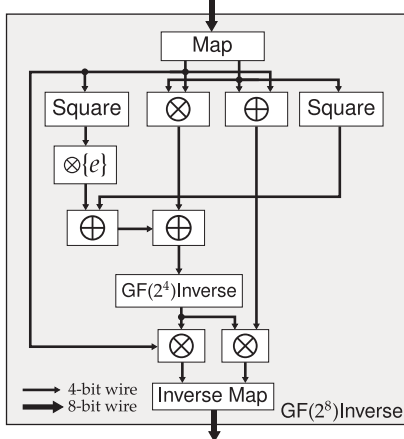 Map
Square ⊗ ⊕ Square
⊗{e}
⊕ ⊕
GF(2⁴)Inverse
⊗ ⊗
4-bit wire
Inverse Map
8-bit wire
GF(2⁸)Inverse